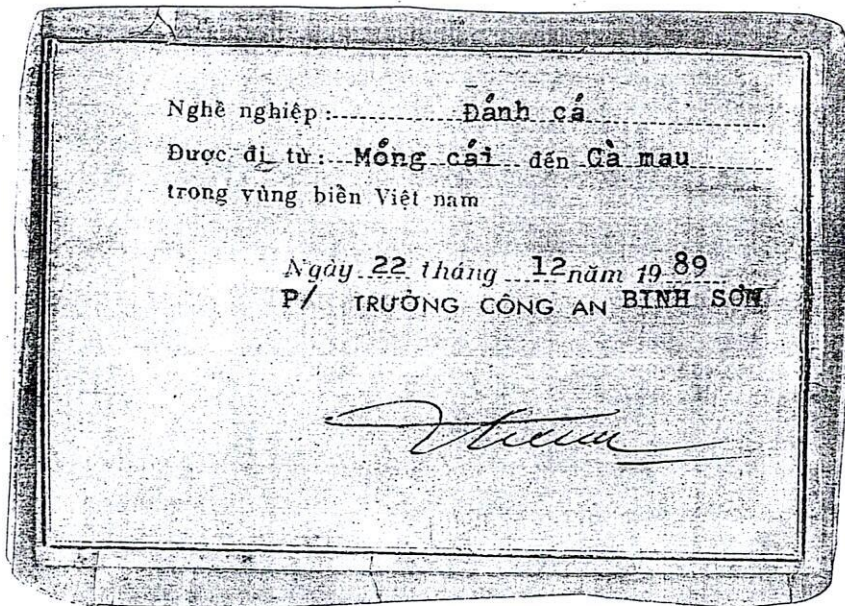 Nghề nghiệp: Đánh cá
Được đi từ: Móng cái đến Cà mau
trong vùng biển Việt nam
Ngày 22 tháng 12 năm 1989
P/ TRƯỞNG CÔNG AN BINH SƠN